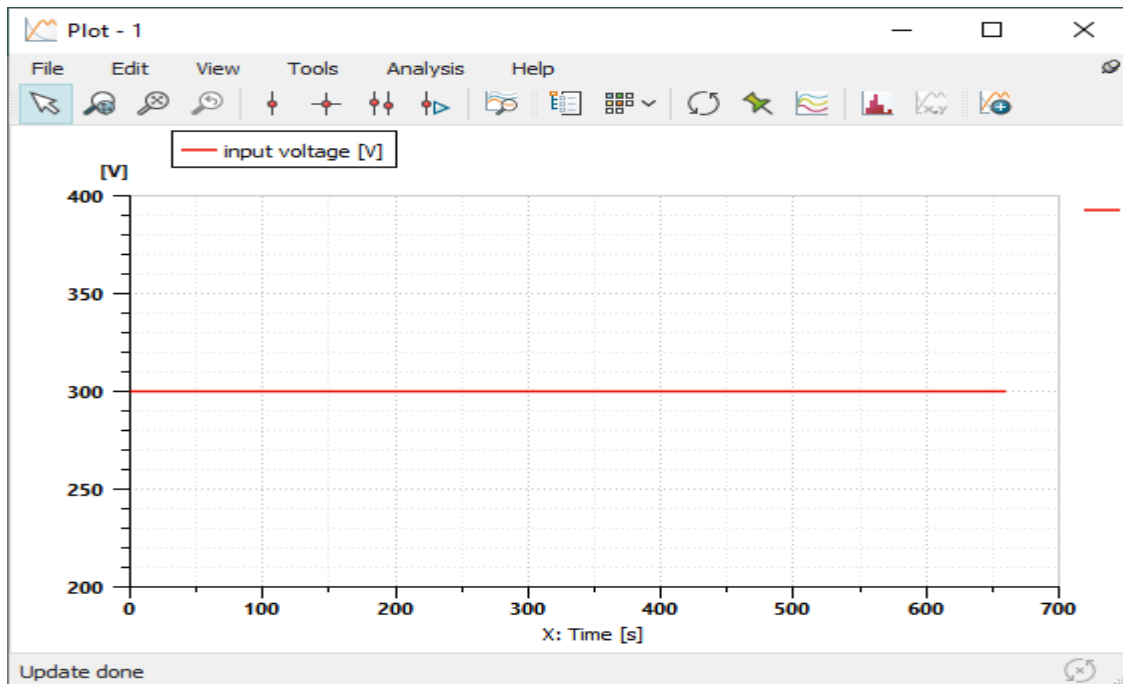 Plot - 1
File Edit View Tools Analysis Help
input voltage [V]
[V]
400
350
300
250
200
0 100 200 300 400 500 600 700
X: Time [s]
Update done